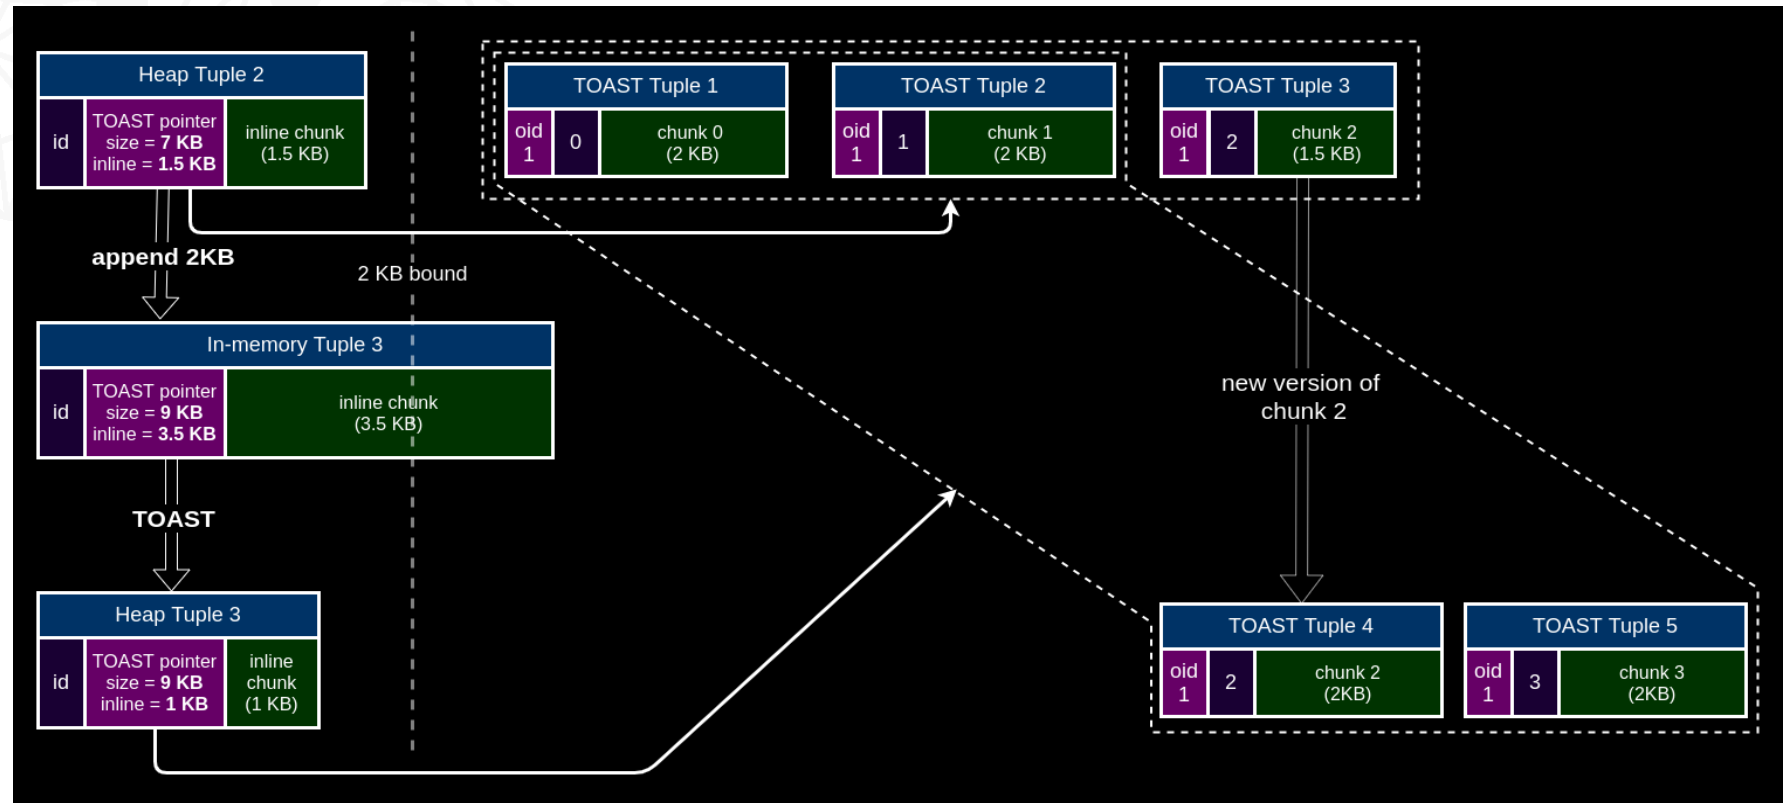 Heap Tuple 2
id
TOAST pointer
size = 7 KB
inline = 1.5 KB
inline chunk
(1.5 KB)
TOAST Tuple 1
oid
1
0
chunk 0
(2 KB)
TOAST Tuple 2
oid
1
1
chunk 1
(2 KB)
TOAST Tuple 3
oid
1
2
chunk 2
(1.5 KB)
append 2KB
2 KB bound
In-memory Tuple 3
id
TOAST pointer
size = 9 KB
inline = 3.5 KB
inline chunk
(3.5 KB)
new version of
chunk 2
TOAST
Heap Tuple 3
id
TOAST pointer
size = 9 KB
inline = 1 KB
inline
chunk
(1 KB)
TOAST Tuple 4
oid
1
2
chunk 2
(2KB)
TOAST Tuple 5
oid
1
3
chunk 3
(2KB)